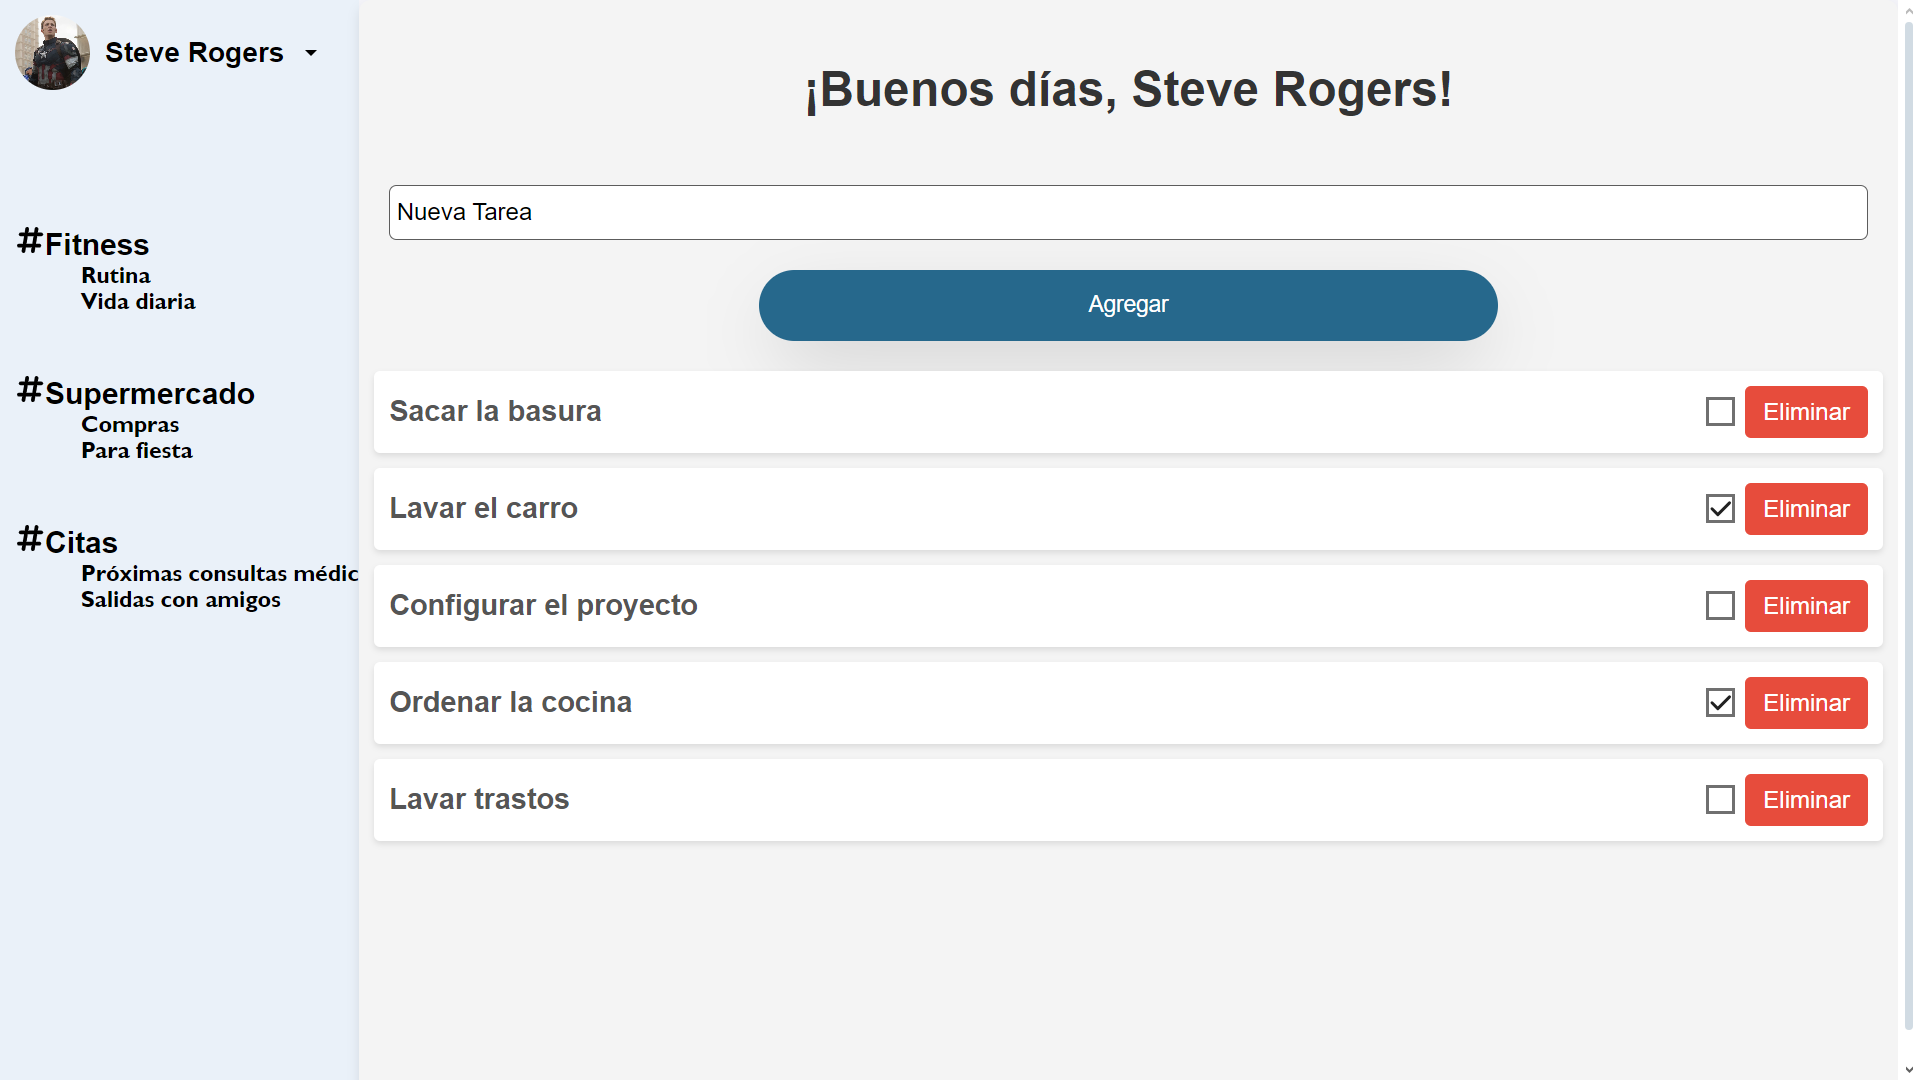 Steve Rogers
#Fitness
Rutina
Vida diaria
#Supermercado
Compras
Para fiesta
#Citas
Próximas consultas médic
Salidas con amigos
¡Buenos días, Steve Rogers!
Nueva Tarea
Agregar
Sacar la basura Eliminar
Lavar el carro Eliminar
Configurar el proyecto Eliminar
Ordenar la cocina Eliminar
Lavar trastos Eliminar